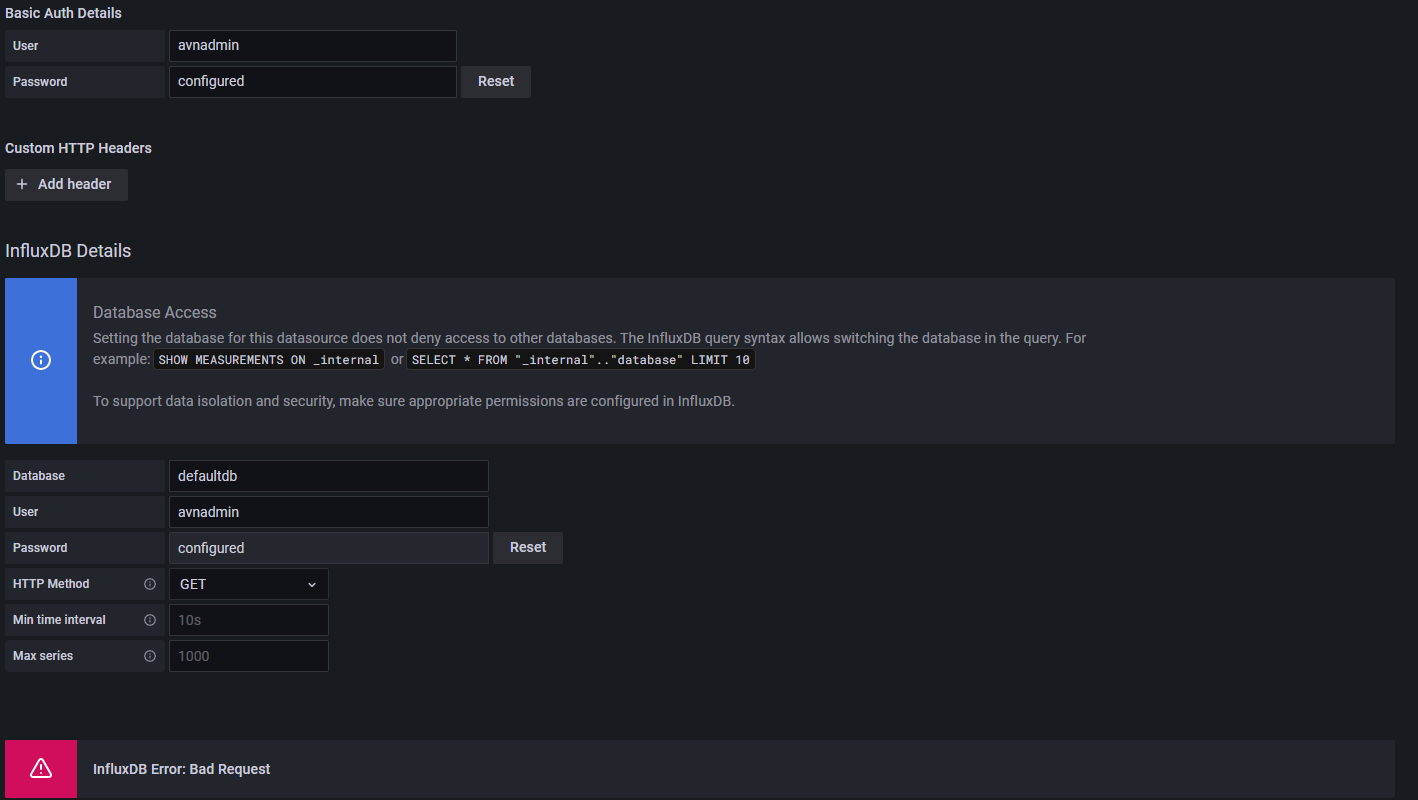 Basic Auth Details
User avnadmin
Password configured Reset
Custom HTTP Headers
+ Add header
InfluxDB Details
Database Access
Setting the database for this datasource does not deny access to other databases. The InfluxDB query syntax allows switching the database in the query. For
example: SHOW MEASUREMENTS ON _internal or SELECT * FROM "_internal".."database" LIMIT 10
To support data isolation and security, make sure appropriate permissions are configured in InfluxDB.
Database defaultdb
User avnadmin
Password configured Reset
HTTP Method GET
Min time interval 10s
Max series 1000
InfluxDB Error: Bad Request